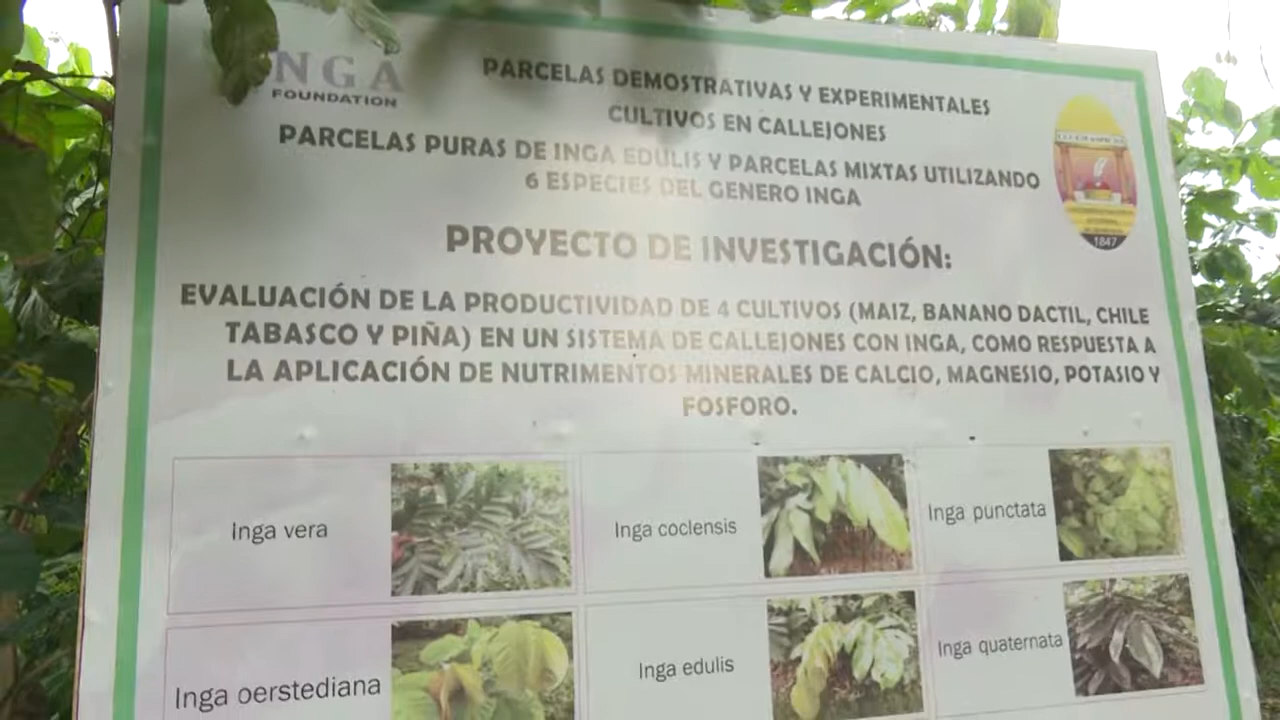 INGA
FOUNDATION
PARCELAS DEMOSTRATIVAS Y EXPERIMENTALES
CULTIVOS EN CALLEJONES
PARCELAS PURAS DE INGA EDULIS Y PARCELAS MIXTAS UTILIZANDO
6 ESPECIES DEL GENERO INGA
1847
PROYECTO DE INVESTIGACIÓN:
EVALUACIÓN DE LA PRODUCTIVIDAD DE 4 CULTIVOS (MAIZ, BANANO DACTIL, CHILE
TABASCO Y PIÑA) EN UN SISTEMA DE CALLEJONES CON INGA, COMO RESPUESTA A
LA APLICACIÓN DE NUTRIMENTOS MINERALES DE CALCIO, MAGNESIO, POTASIO Y
FOSFORO.
Inga vera
Inga coclensis
Inga punctata
Inga oerstediana
Inga edulis
Inga quaternata